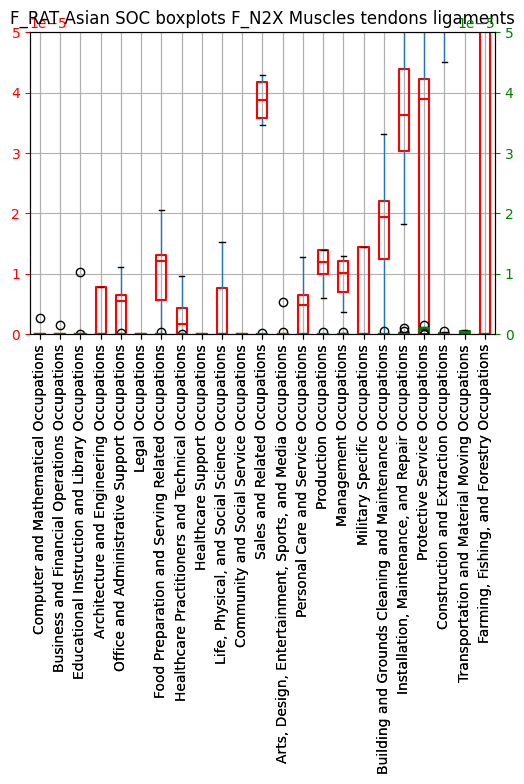 F_RAT Asian SOC boxplots F_N2X Muscles tendons ligaments
1e−5
1e−5
5
4
3
2
1
0
5
4
3
2
1
0
Computer and Mathematical Occupations
Business and Financial Operations Occupations
Educational Instruction and Library Occupations
Architecture and Engineering Occupations
Office and Administrative Support Occupations
Legal Occupations
Food Preparation and Serving Related Occupations
Healthcare Practitioners and Technical Occupations
Healthcare Support Occupations
Life, Physical, and Social Science Occupations
Community and Social Service Occupations
Sales and Related Occupations
Arts, Design, Entertainment, Sports, and Media Occupations
Personal Care and Service Occupations
Production Occupations
Management Occupations
Military Specific Occupations
Building and Grounds Cleaning and Maintenance Occupations
Installation, Maintenance, and Repair Occupations
Protective Service Occupations
Construction and Extraction Occupations
Transportation and Material Moving Occupations
Farming, Fishing, and Forestry Occupations